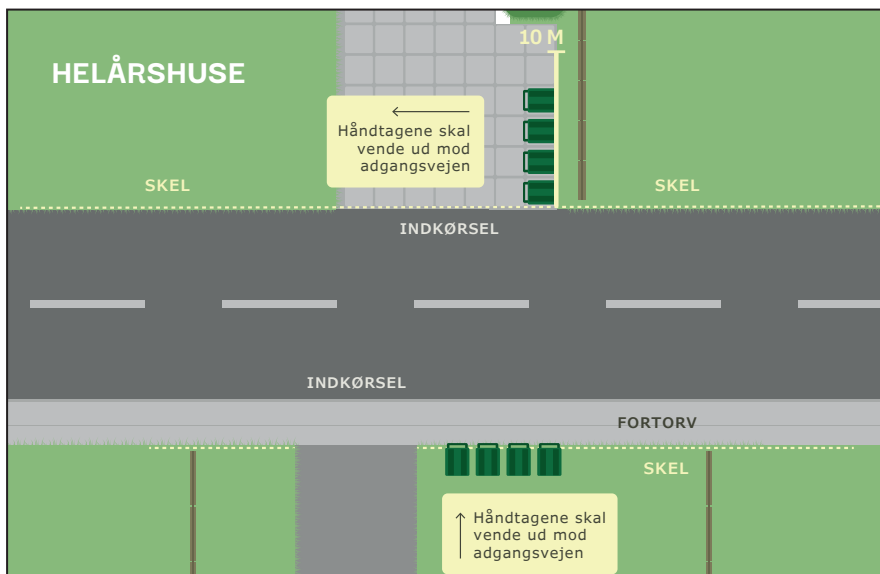 10 M
HELÅRSHUSE
Håndtagene skal
vende ud mod
adgangsvejen
SKEL
SKEL
INDKØRSEL
INDKØRSEL
FORTORV
SKEL
Håndtagene skal
vende ud mod
adgangsvejen